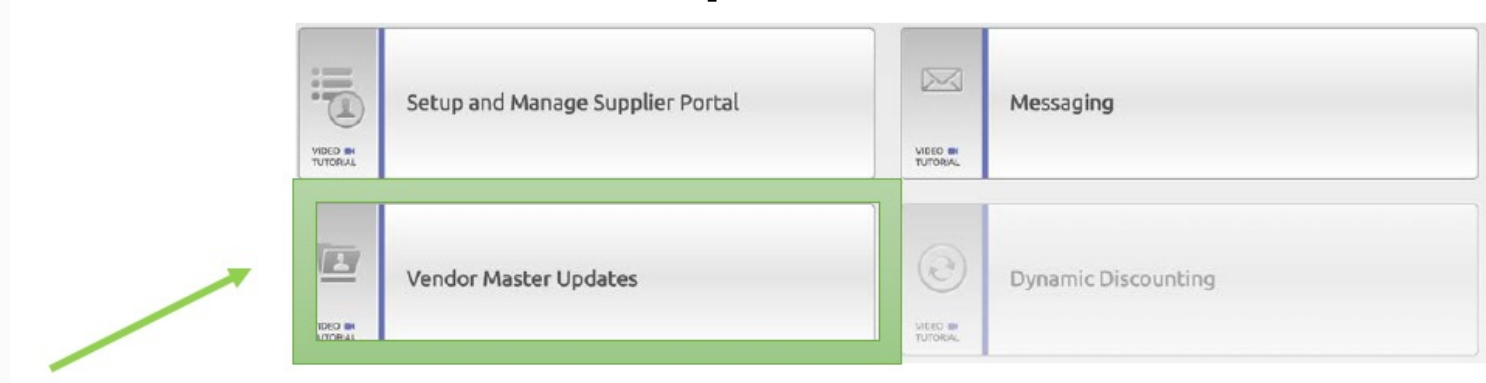 Setup and Manage Supplier Portal
VIDEO
TUTORIAL
Messaging
VIDEO
TUTORIAL
Vendor Master Updates
Dynamic Discounting
VIDEO
TUTORIAL